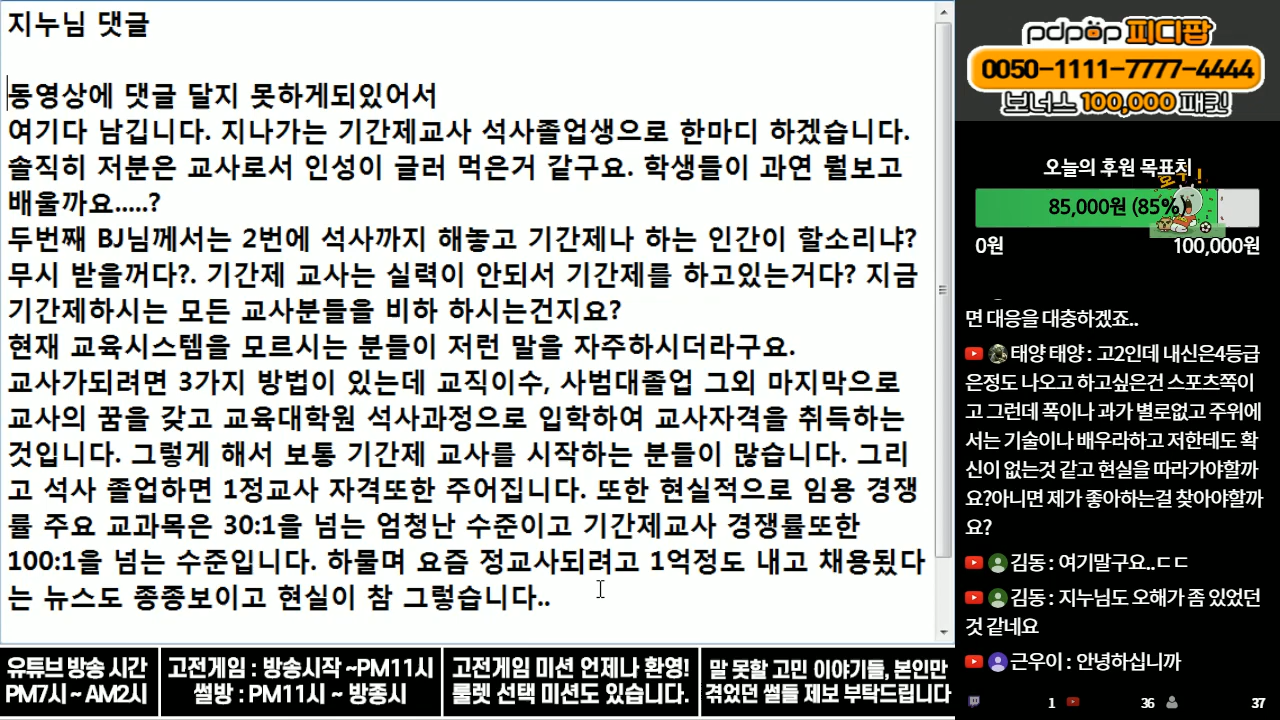 지누님 댓글
동영상에 댓글 달지 못하게되있어서
여기다 남깁니다. 지나가는 기간제교사 석사졸업생으로 한마디 하겠습니다.
솔직히 저분은 교사로서 인성이 글러 먹은거 같구요. 학생들이 과연 뭘보고
배울까요.....?
두번째 BJ님께서는 2번에 석사까지 해놓고 기간제나 하는 인간이 할소리냐?
무시 받을꺼다?. 기간제 교사는 실력이 안되서 기간제를 하고있는거다? 지금
기간제하시는 모든 교사분들을 비하 하시는건지요?
현재 교육시스템을 모르시는 분들이 저런 말을 자주하시더라구요.
교사가되려면 3가지 방법이 있는데 교직이수, 사범대졸업 그외 마지막으로
교사의 꿈을 갖고 교육대학원 석사과정으로 입학하여 교사자격을 취득하는
것입니다. 그렇게 해서 보통 기간제 교사를 시작하는 분들이 많습니다. 그리
고 석사 졸업하면 1정교사 자격또한 주어집니다. 또한 현실적으로 임용 경쟁
률 주요 교과목은 30:1을 넘는 엄청난 수준이고 기간제교사 경쟁률또한
100:1을 넘는 수준입니다. 하물며 요즘 정교사되려고 1억정도 내고 채용됬다
는 뉴스도 종종보이고 현실이 참 그렇습니다..
pdpop 피디팝
0050-1111-7777-4444
보너스 100,000 패킷
오늘의 후원 목표치
85,000원 (85%)
0원 100,000원
면 대응을 대충하겠죠..
태양 태양 : 고2인데 내신은4등급
은정도 나오고 하고싶은건 스포츠쪽이
고 그런데 폭이나 과가 별로없고 주위에
서는 기술이나 배우라하고 저한테도 확
신이 없는것 같고 현실을 따라가야할까
요?아니면 제가 좋아하는걸 찾아야할까
요?
김동 : 여기말구요..ㄷㄷ
김동 : 지누님도 오해가 좀 있었던
것 같네요
근우이 : 안녕하십니까
1 36 37
유튜브 방송 시간
PM7시 ~ AM2시
고전게임 : 방송시작 ~PM11시
썰방 : PM11시 ~ 방종시
고전게임 미션 언제나 환영!
룰렛 선택 미션도 있습니다.
말 못할 고민 이야기들, 본인만
겪었던 썰들 제보 부탁드립니다